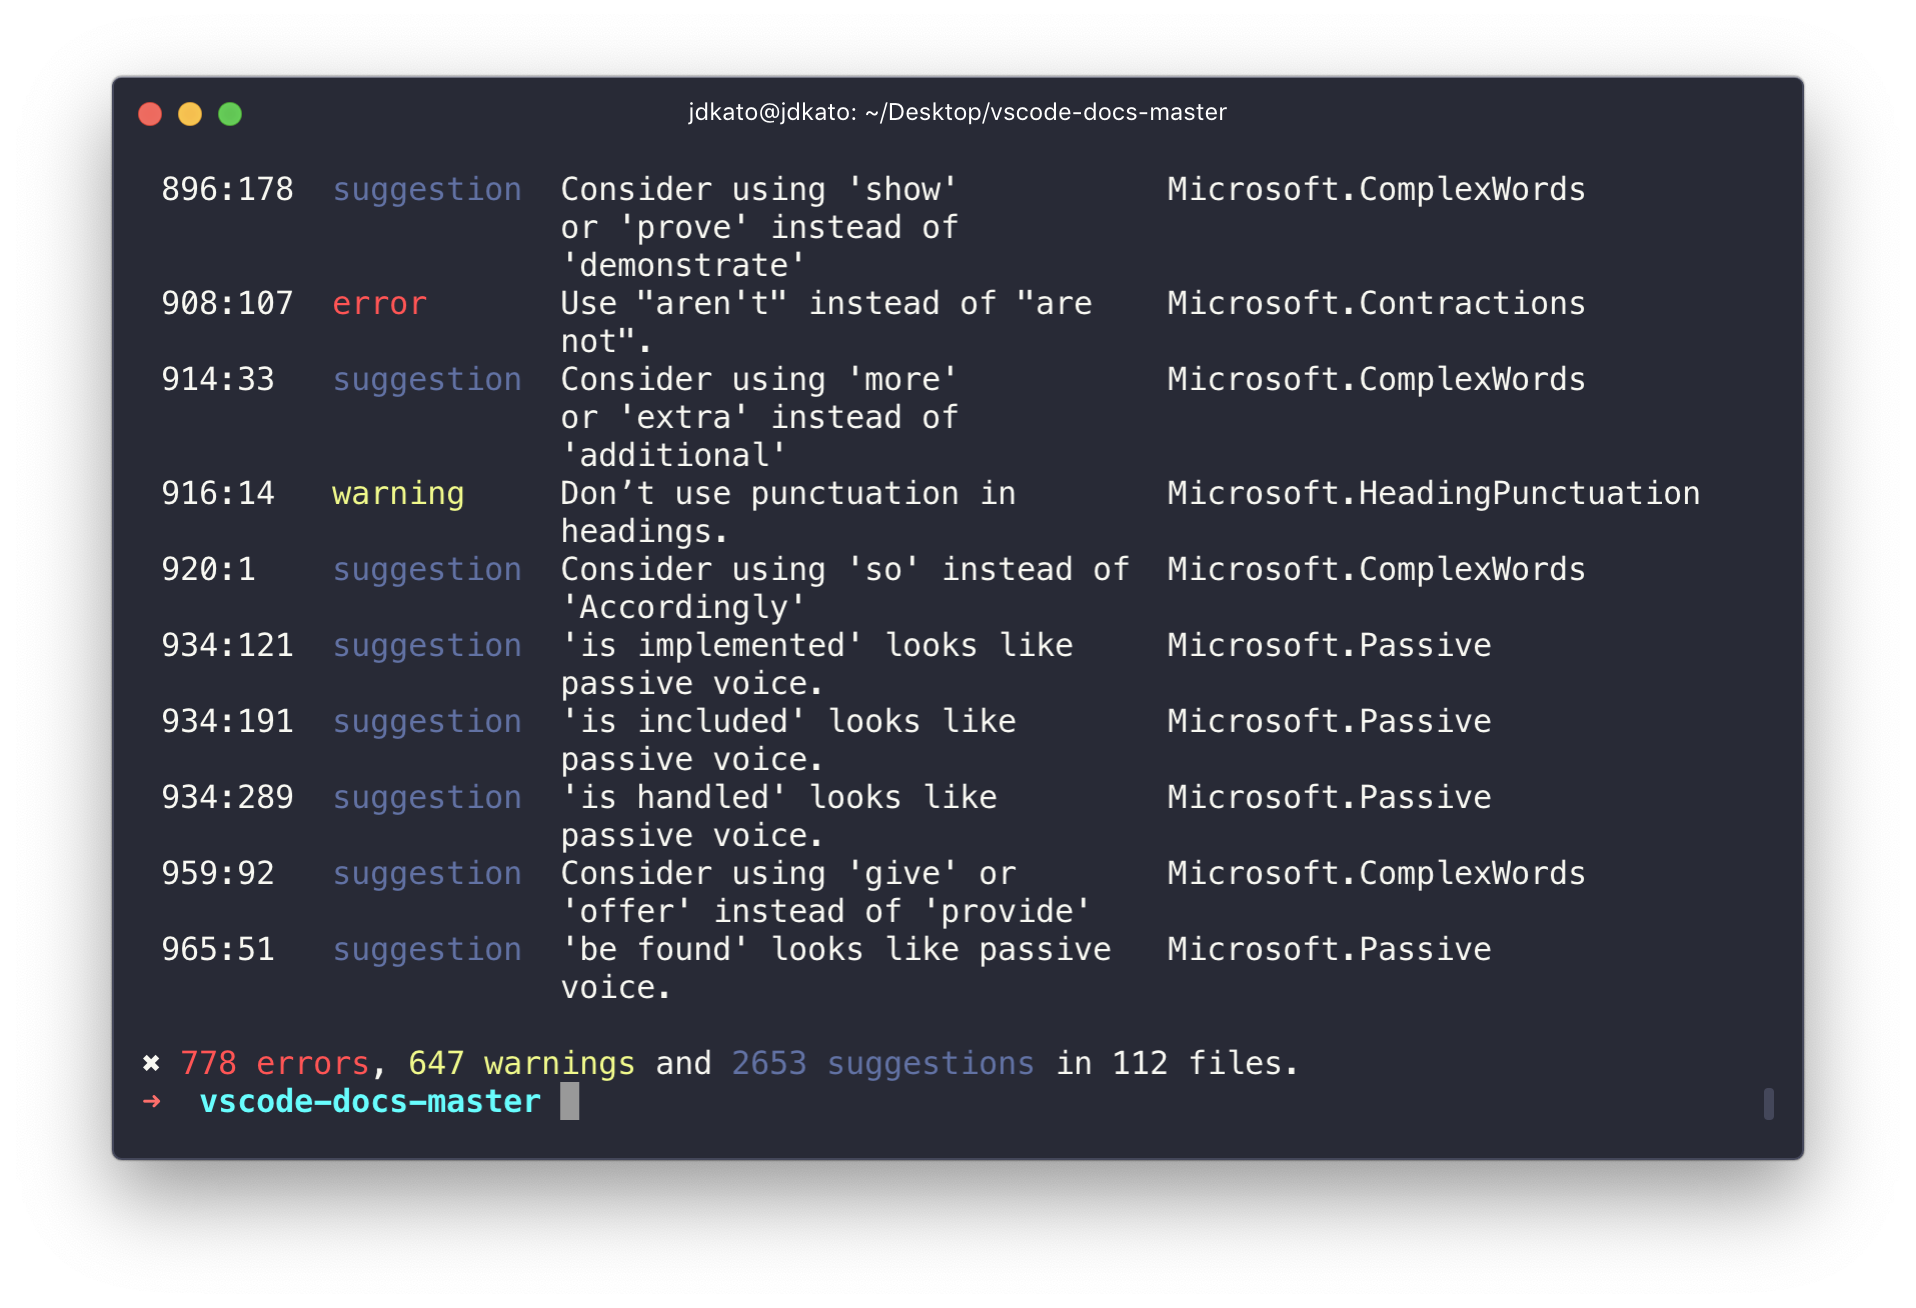 jdkato@jdkato: ~/Desktop/vscode-docs-master
896:178 suggestion Consider using 'show' Microsoft.ComplexWords
or 'prove' instead of
'demonstrate'
908:107 error Use "aren't" instead of "are Microsoft.Contractions
not".
914:33 suggestion Consider using 'more' Microsoft.ComplexWords
or 'extra' instead of
'additional'
916:14 warning Don’t use punctuation in Microsoft.HeadingPunctuation
headings.
920:1 suggestion Consider using 'so' instead of Microsoft.ComplexWords
'Accordingly'
934:121 suggestion 'is implemented' looks like Microsoft.Passive
passive voice.
934:191 suggestion 'is included' looks like Microsoft.Passive
passive voice.
934:289 suggestion 'is handled' looks like Microsoft.Passive
passive voice.
959:92 suggestion Consider using 'give' or Microsoft.ComplexWords
'offer' instead of 'provide'
965:51 suggestion 'be found' looks like passive Microsoft.Passive
voice.
✖ 778 errors, 647 warnings and 2653 suggestions in 112 files.
➜ vscode-docs-master